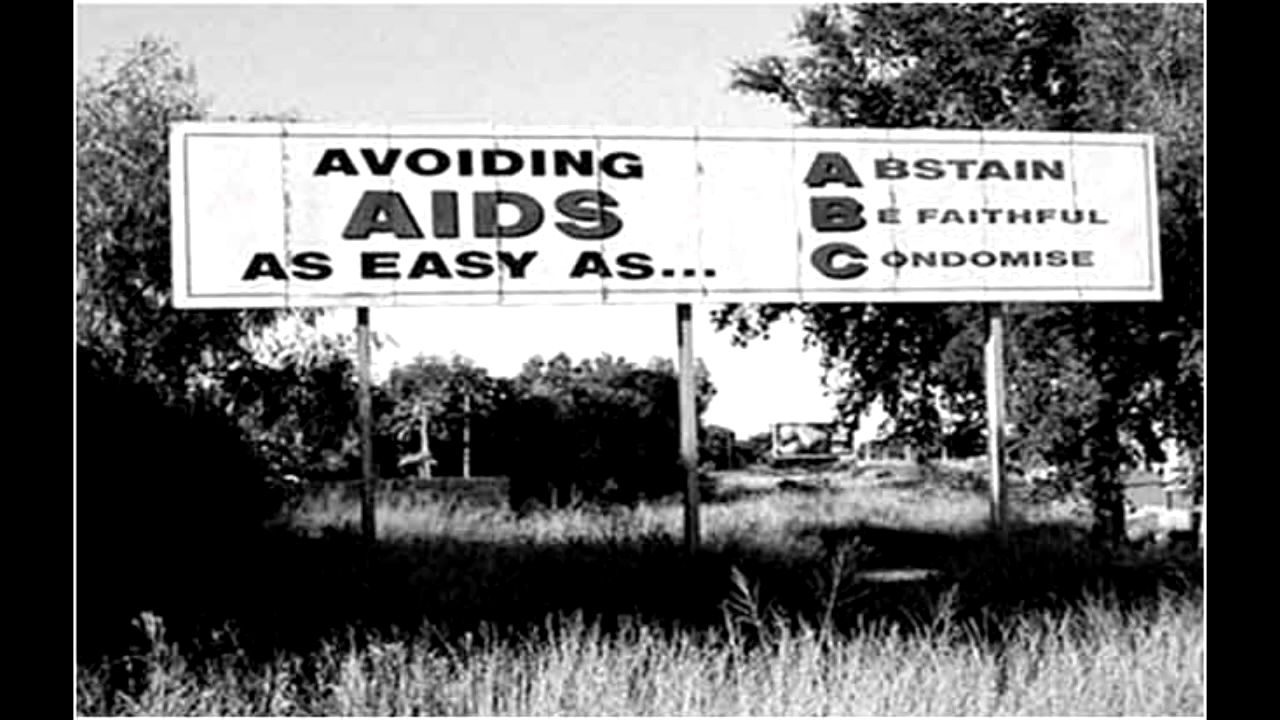 AVOIDING
AIDS
AS EASY AS...
ABSTAIN
BE FAITHFUL
CONDOMISE